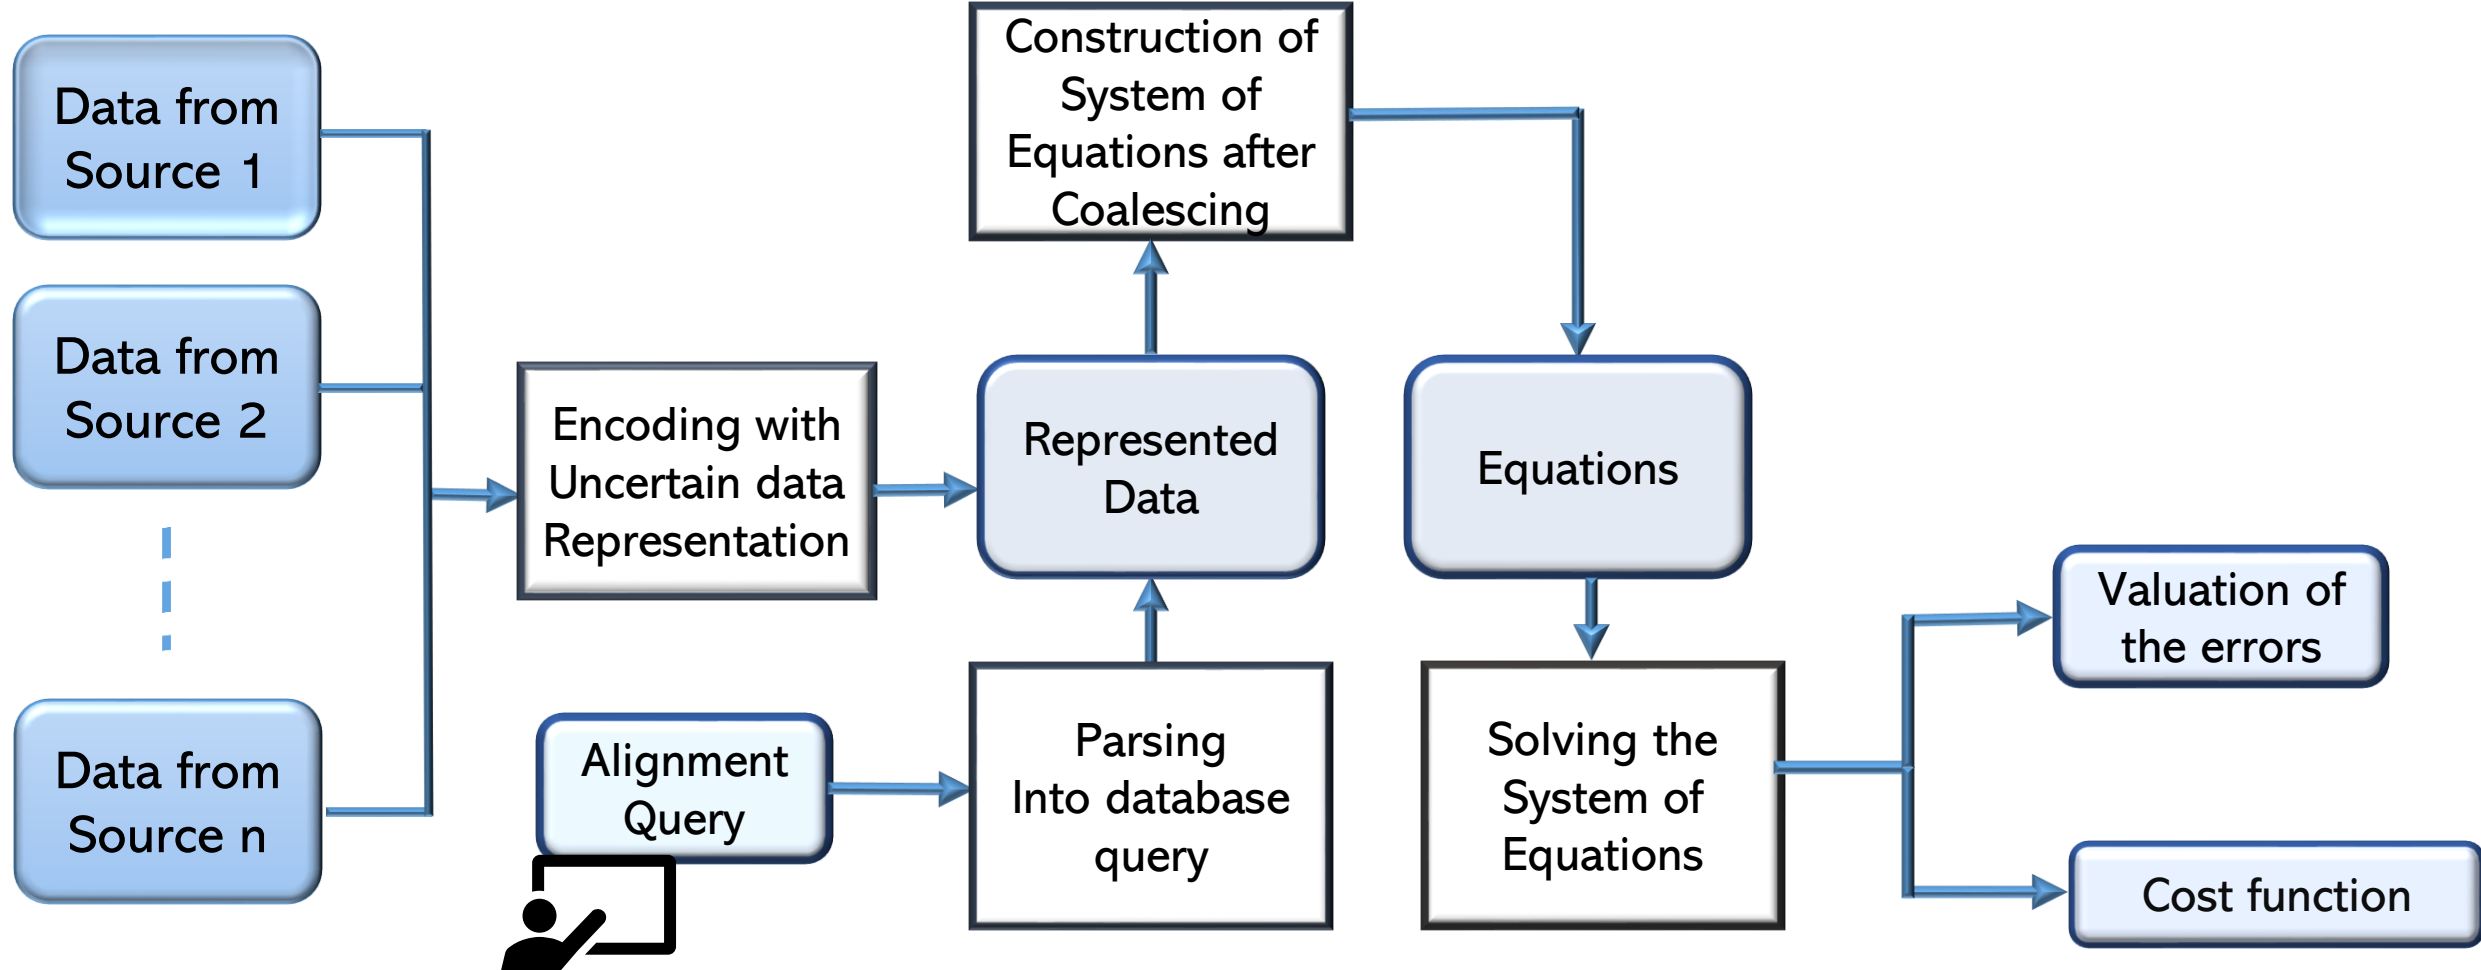 Data from
Source 1
Data from
Source 2
Data from
Source n
Encoding with
Uncertain data
Representation
Alignment
Query
Construction of
System of
Equations after
Coalescing
Represented
Data
Parsing
Into database
query
Equations
Solving the
System of
Equations
Valuation of
the errors
Cost function